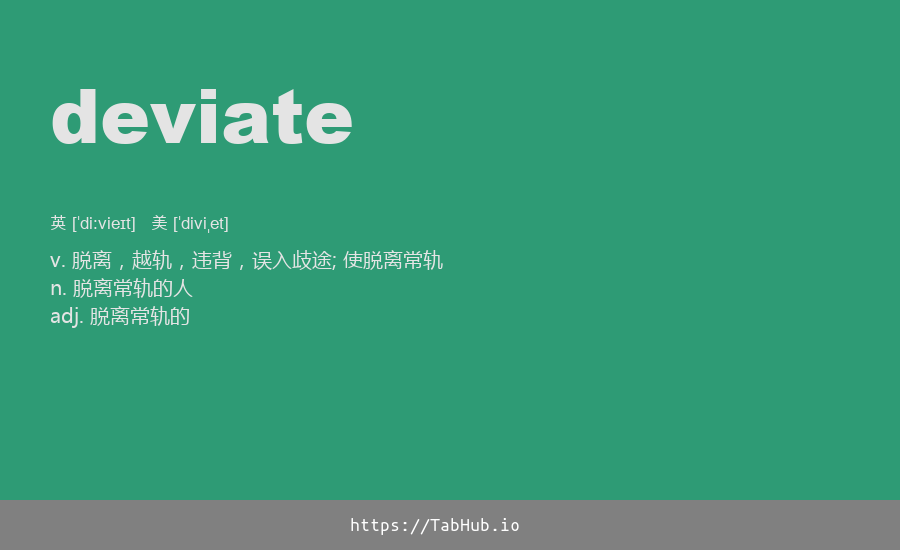 deviate
英 [ˈdiːvieɪt] 美 [ˈdiviˌet]
v. 脱离，越轨，违背，误入歧途; 使脱离常轨
n. 脱离常轨的人
adj. 脱离常轨的
https://TabHub.io